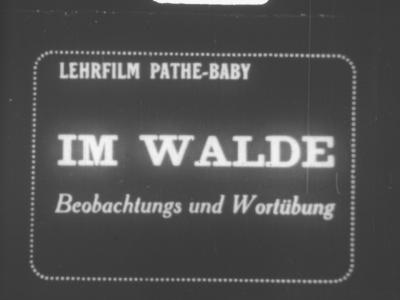 LEHRFILM PATHE-BABY
IM WALDE
Beobachtungs und Wortübung